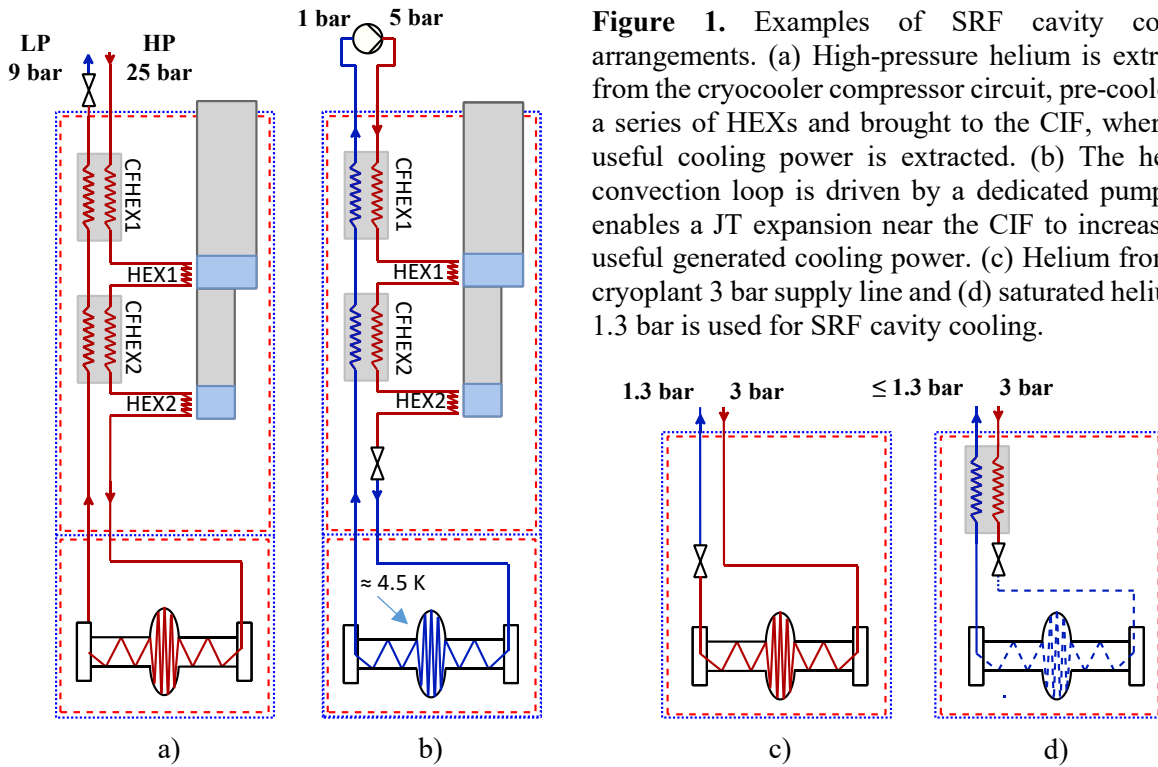 1 bar 5 bar
LP HP
9 bar 25 bar
CFHEX1
HEX1
CFHEX2
HEX2
CFHEX1
HEX1
CFHEX2
HEX2
≈ 4.5 K
a) b)
Figure 1. Examples of SRF cavity co
arrangements. (a) High-pressure helium is extr
from the cryocooler compressor circuit, pre-coole
a series of HEXs and brought to the CIF, wher
useful cooling power is extracted. (b) The he
convection loop is driven by a dedicated pump
enables a JT expansion near the CIF to increas
useful generated cooling power. (c) Helium from
cryoplant 3 bar supply line and (d) saturated heliu
1.3 bar is used for SRF cavity cooling.
1.3 bar 3 bar ≤ 1.3 bar 3 bar
c) d)